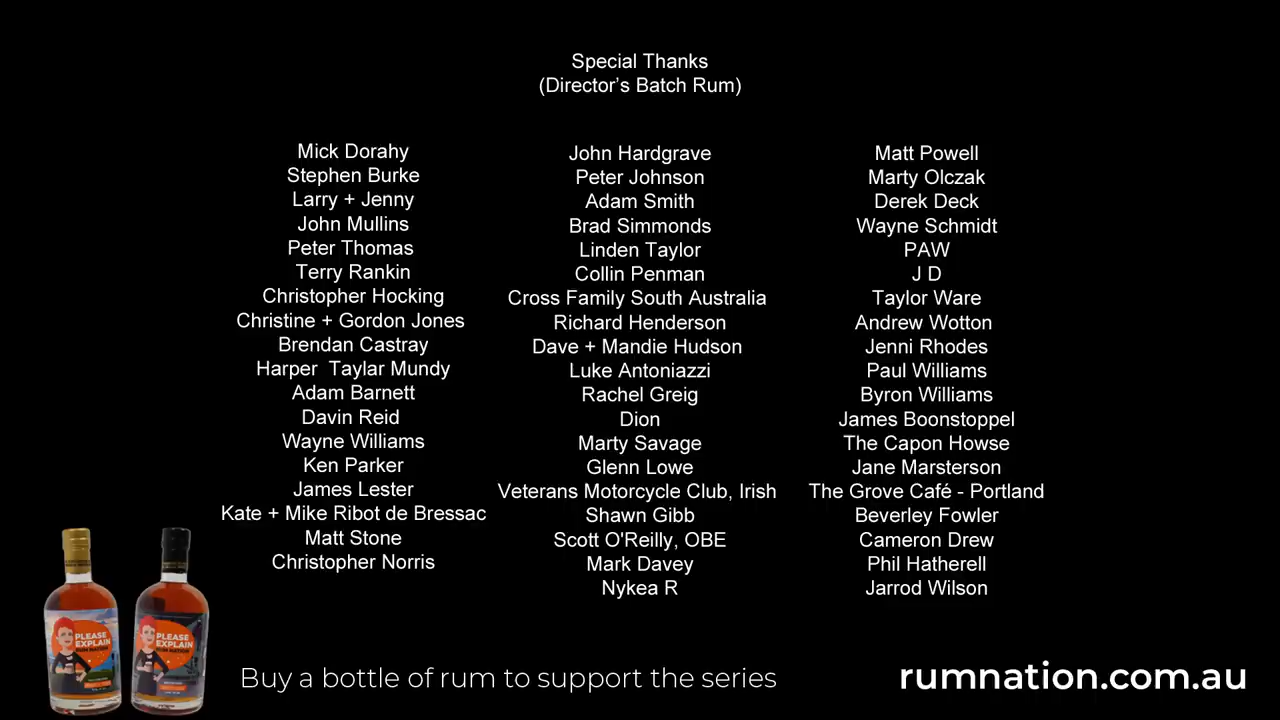 Special Thanks
(Director's Batch Rum)
Mick Dorahy
Stephen Burke
Larry + Jenny
John Mullins
Peter Thomas
Terry Rankin
Christopher Hocking
Christine + Gordon Jones
Brendan Castray
Harper  Taylar Mundy
Adam Barnett
Davin Reid
Wayne Williams
Ken Parker
James Lester
Kate + Mike Ribot de Bressac
Matt Stone
Christopher Norris
John Hardgrave
Peter Johnson
Adam Smith
Brad Simmonds
Linden Taylor
Collin Penman
Cross Family South Australia
Richard Henderson
Dave + Mandie Hudson
Luke Antoniazzi
Rachel Greig
Dion
Marty Savage
Glenn Lowe
Veterans Motorcycle Club, Irish
Shawn Gibb
Scott O'Reilly, OBE
Mark Davey
Nykea R
Matt Powell
Marty Olczak
Derek Deck
Wayne Schmidt
PAW
J D
Taylor Ware
Andrew Wotton
Jenni Rhodes
Paul Williams
Byron Williams
James Boonstoppel
The Capon Howse
Jane Marsterson
The Grove Café - Portland
Beverley Fowler
Cameron Drew
Phil Hatherell
Jarrod Wilson
PLEASE
EXPLAIN
RUM NATION
PLEASE
EXPLAIN
RUM NATION
Buy a bottle of rum to support the series
rumnation.com.au